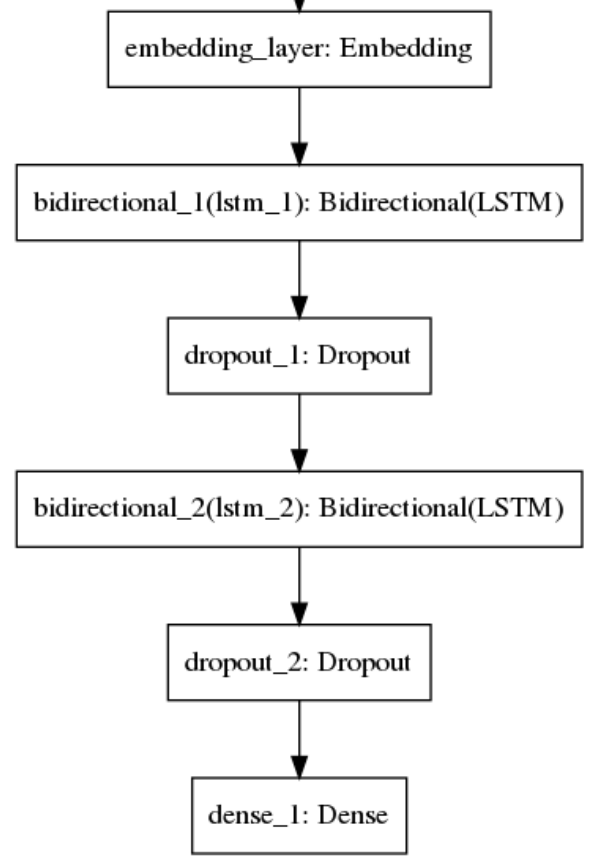 embedding_layer: Embedding
bidirectional_1(lstm_1): Bidirectional(LSTM)
dropout_1: Dropout
bidirectional_2(lstm_2): Bidirectional(LSTM)
dropout_2: Dropout
dense_1: Dense